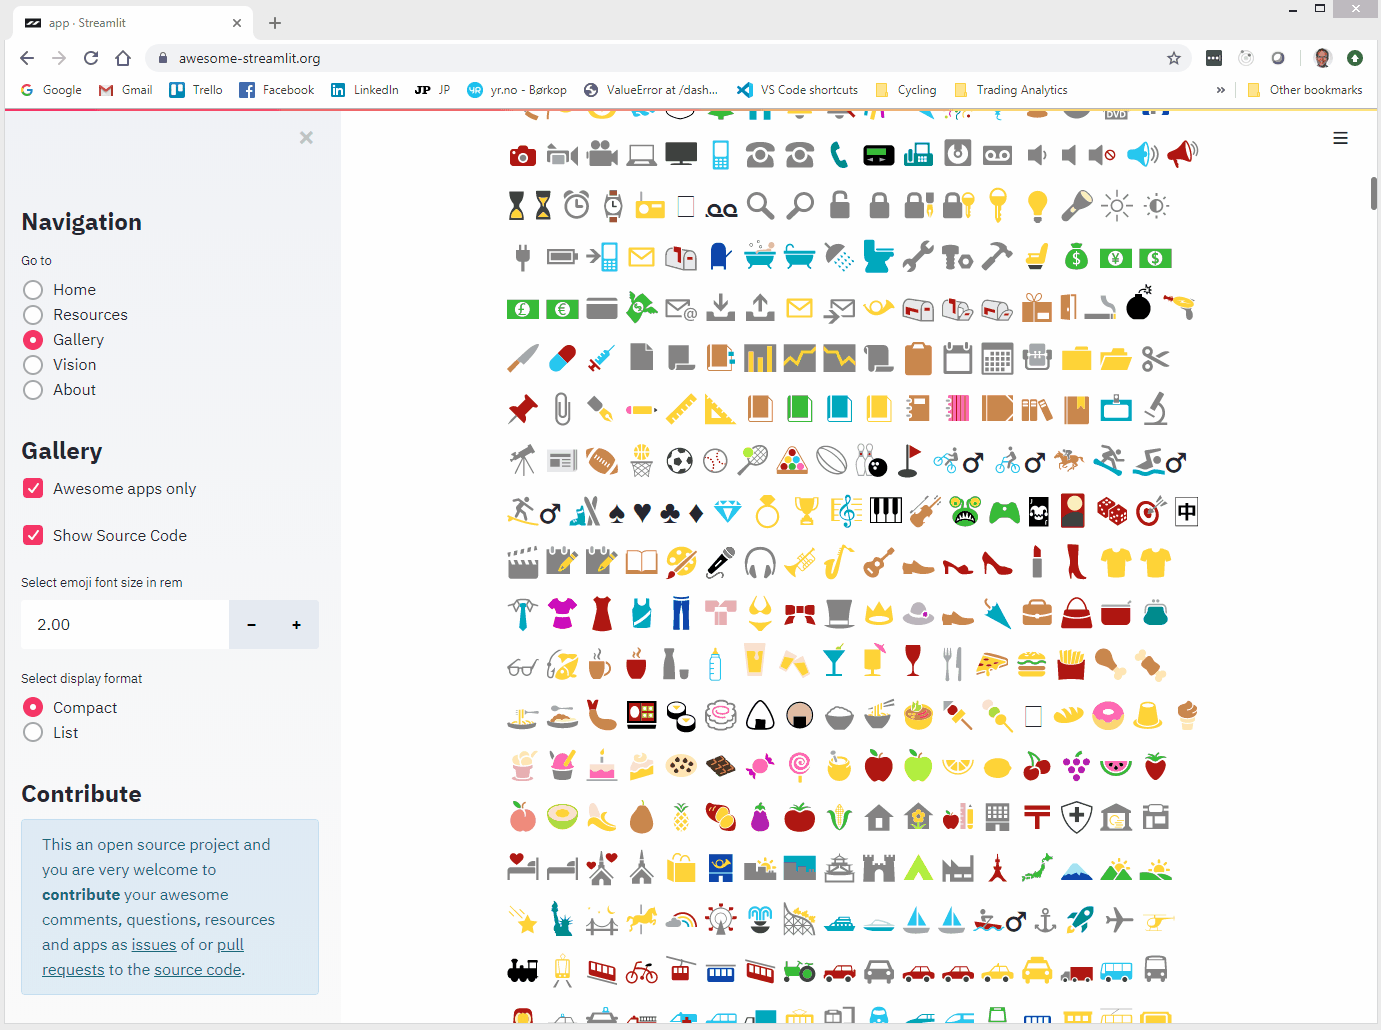 app · Streamlit
awesome-streamlit.org
Google
Gmail
Trello
Facebook
LinkedIn
JP JP
YR yr.no - Børkop
ValueError at /dash...
VS Code shortcuts
Cycling
Trading Analytics
»
Other bookmarks
Navigation
Go to
Home
Resources
Gallery
Vision
About
Gallery
Awesome apps only
Show Source Code
Select emoji font size in rem
2.00
- +
Select display format
Compact
List
Contribute
This an open source project and
you are very welcome to
contribute your awesome
comments, questions, resources
and apps as issues of or pull
requests to the source code.
DVD
中